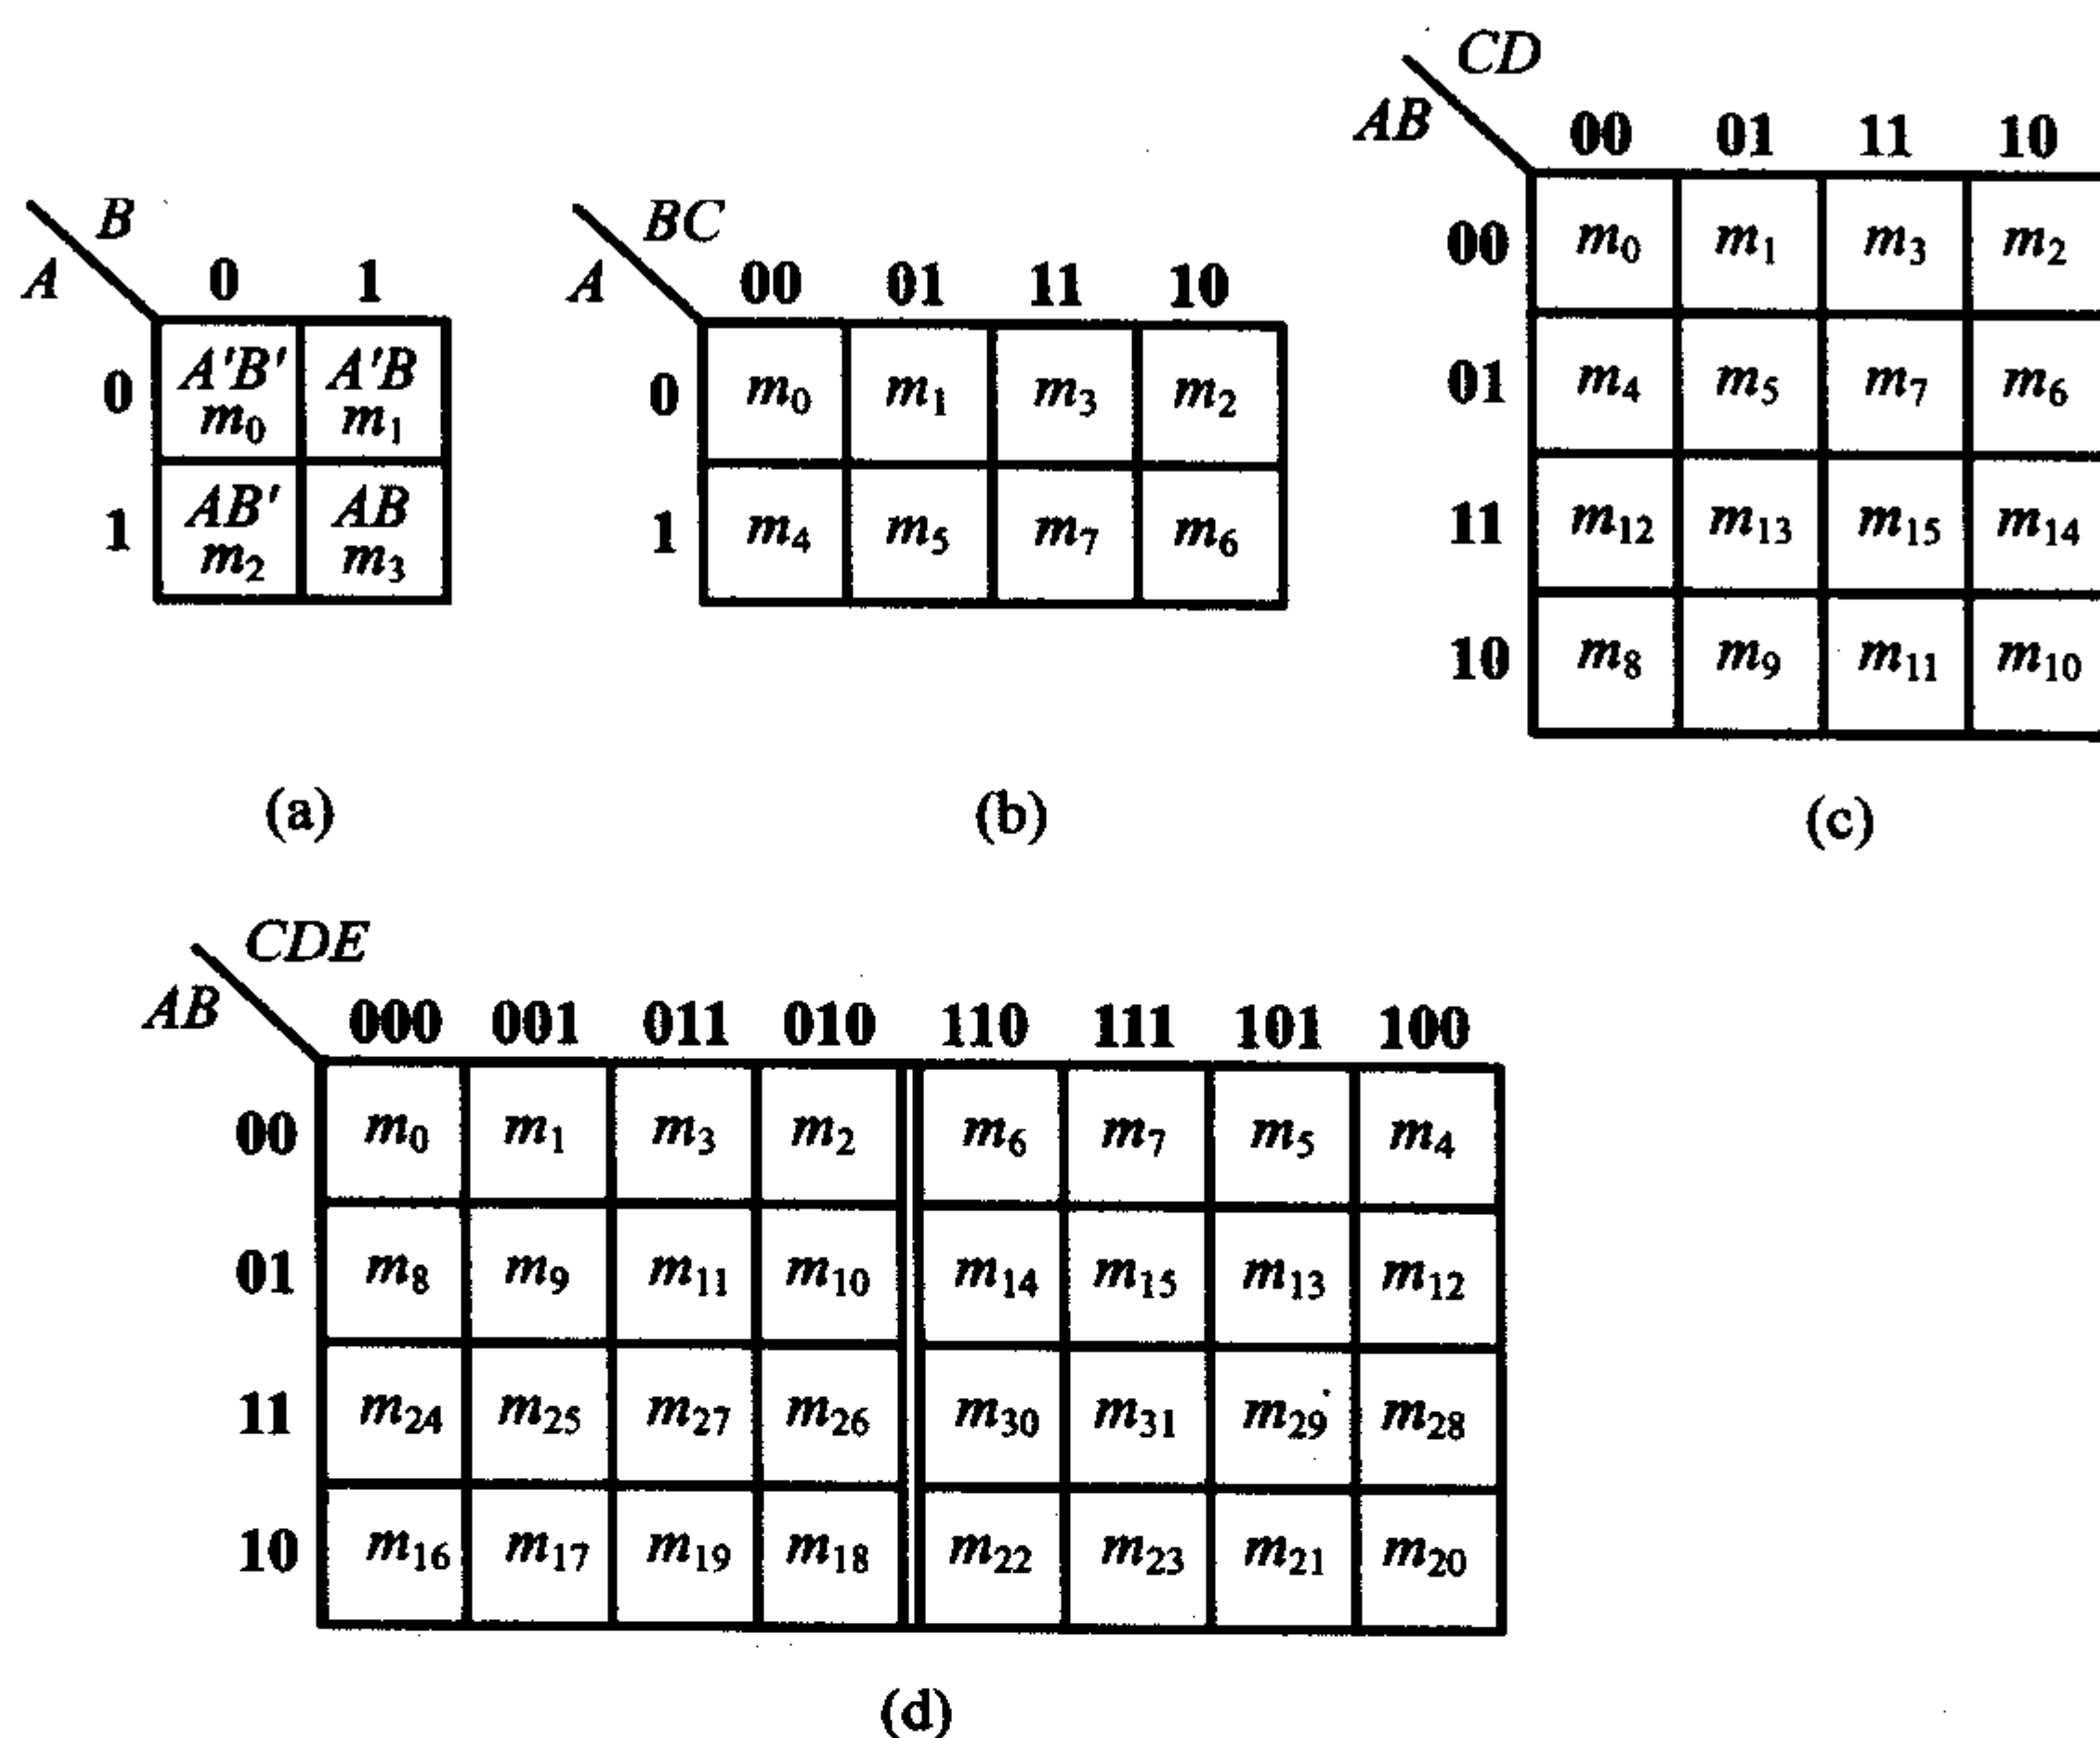 B
A
0 1
0 A'B' A'B
m0 m1
1 AB' AB
m2 m3
(a)
BC
A
00 01 11 10
0 m0 m1 m3 m2
1 m4 m5 m7 m6
(b)
CD
AB
00 01 11 10
00 m0 m1 m3 m2
01 m4 m5 m7 m6
11 m12 m13 m15 m14
10 m8 m9 m11 m10
(c)
CDE
AB
000 001 011 010 110 111 101 100
00 m0 m1 m3 m2 m6 m7 m5 m4
01 m8 m9 m11 m10 m14 m15 m13 m12
11 m24 m25 m27 m26 m30 m31 m29 m28
10 m16 m17 m19 m18 m22 m23 m21 m20
(d)